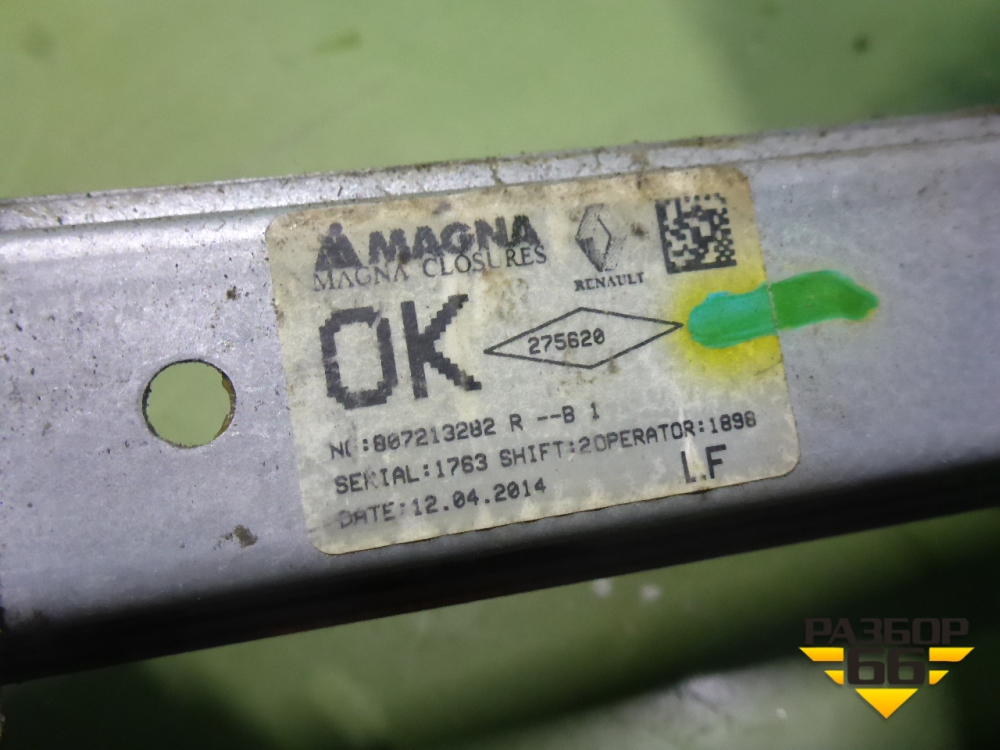 MAGNA
MAGNA CLOSURES
RENAULT
OK
275620
NO:807213282 R --B 1
SERIAL:1763 SHIFT:2OPERATOR:1898
DATE:12.04.2014
LF
РАЗБОР
66